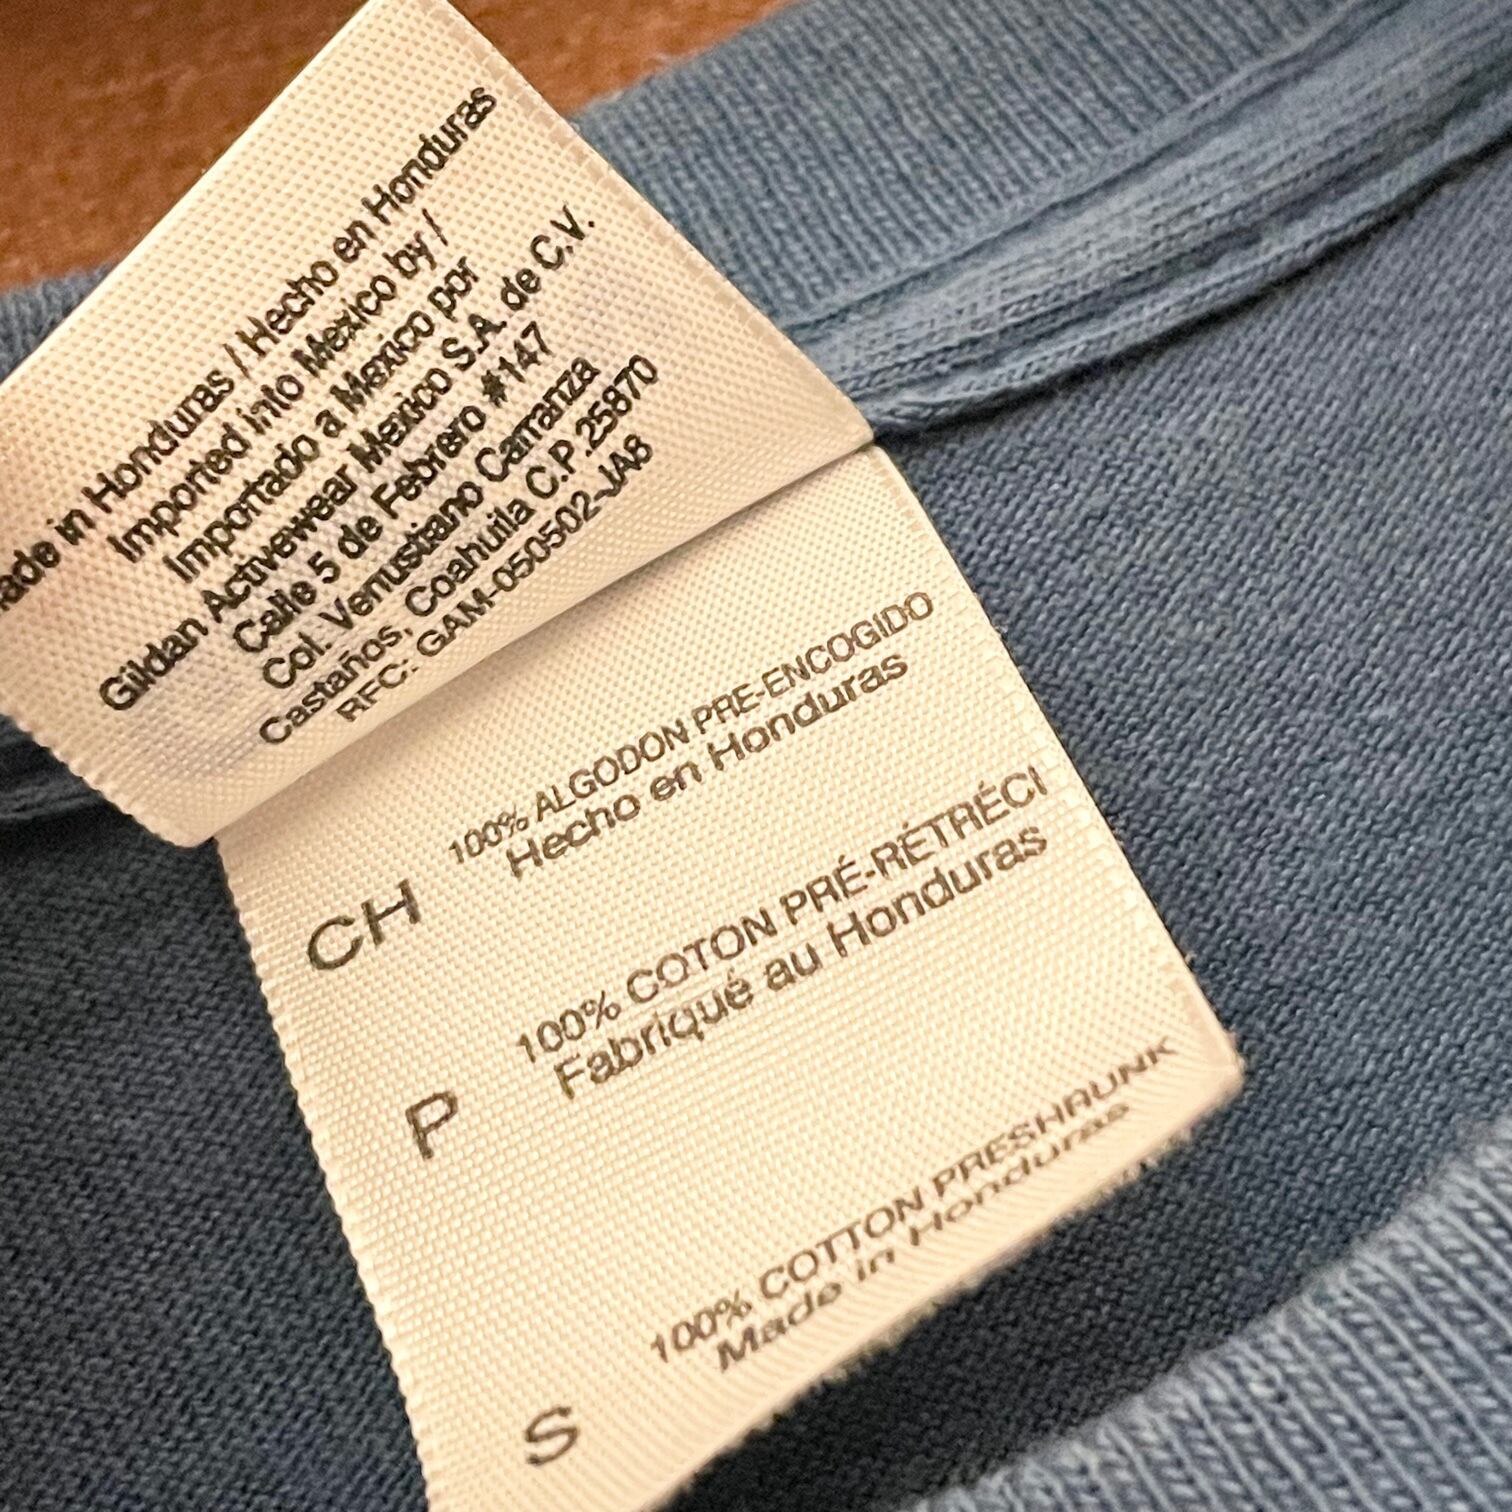 Made in Honduras / Hecho en Honduras
Imported into Mexico by /
Importado a Mexico por
Gildan Activewear Mexico S.A. de C.V.
Calle 5 de Febrero #147
Col. Venustiano Carranza
Castaños, Coahuila C.P.25870
RFC: GAM-050502-JA8
100% ALGODON PRE-ENCOGIDO
Hecho en Honduras
CH
100% COTON PRÉ-RÉTRÉCI
Fabriqué au Honduras
P
100% COTTON PRESHRUNK
Made in Honduras
S